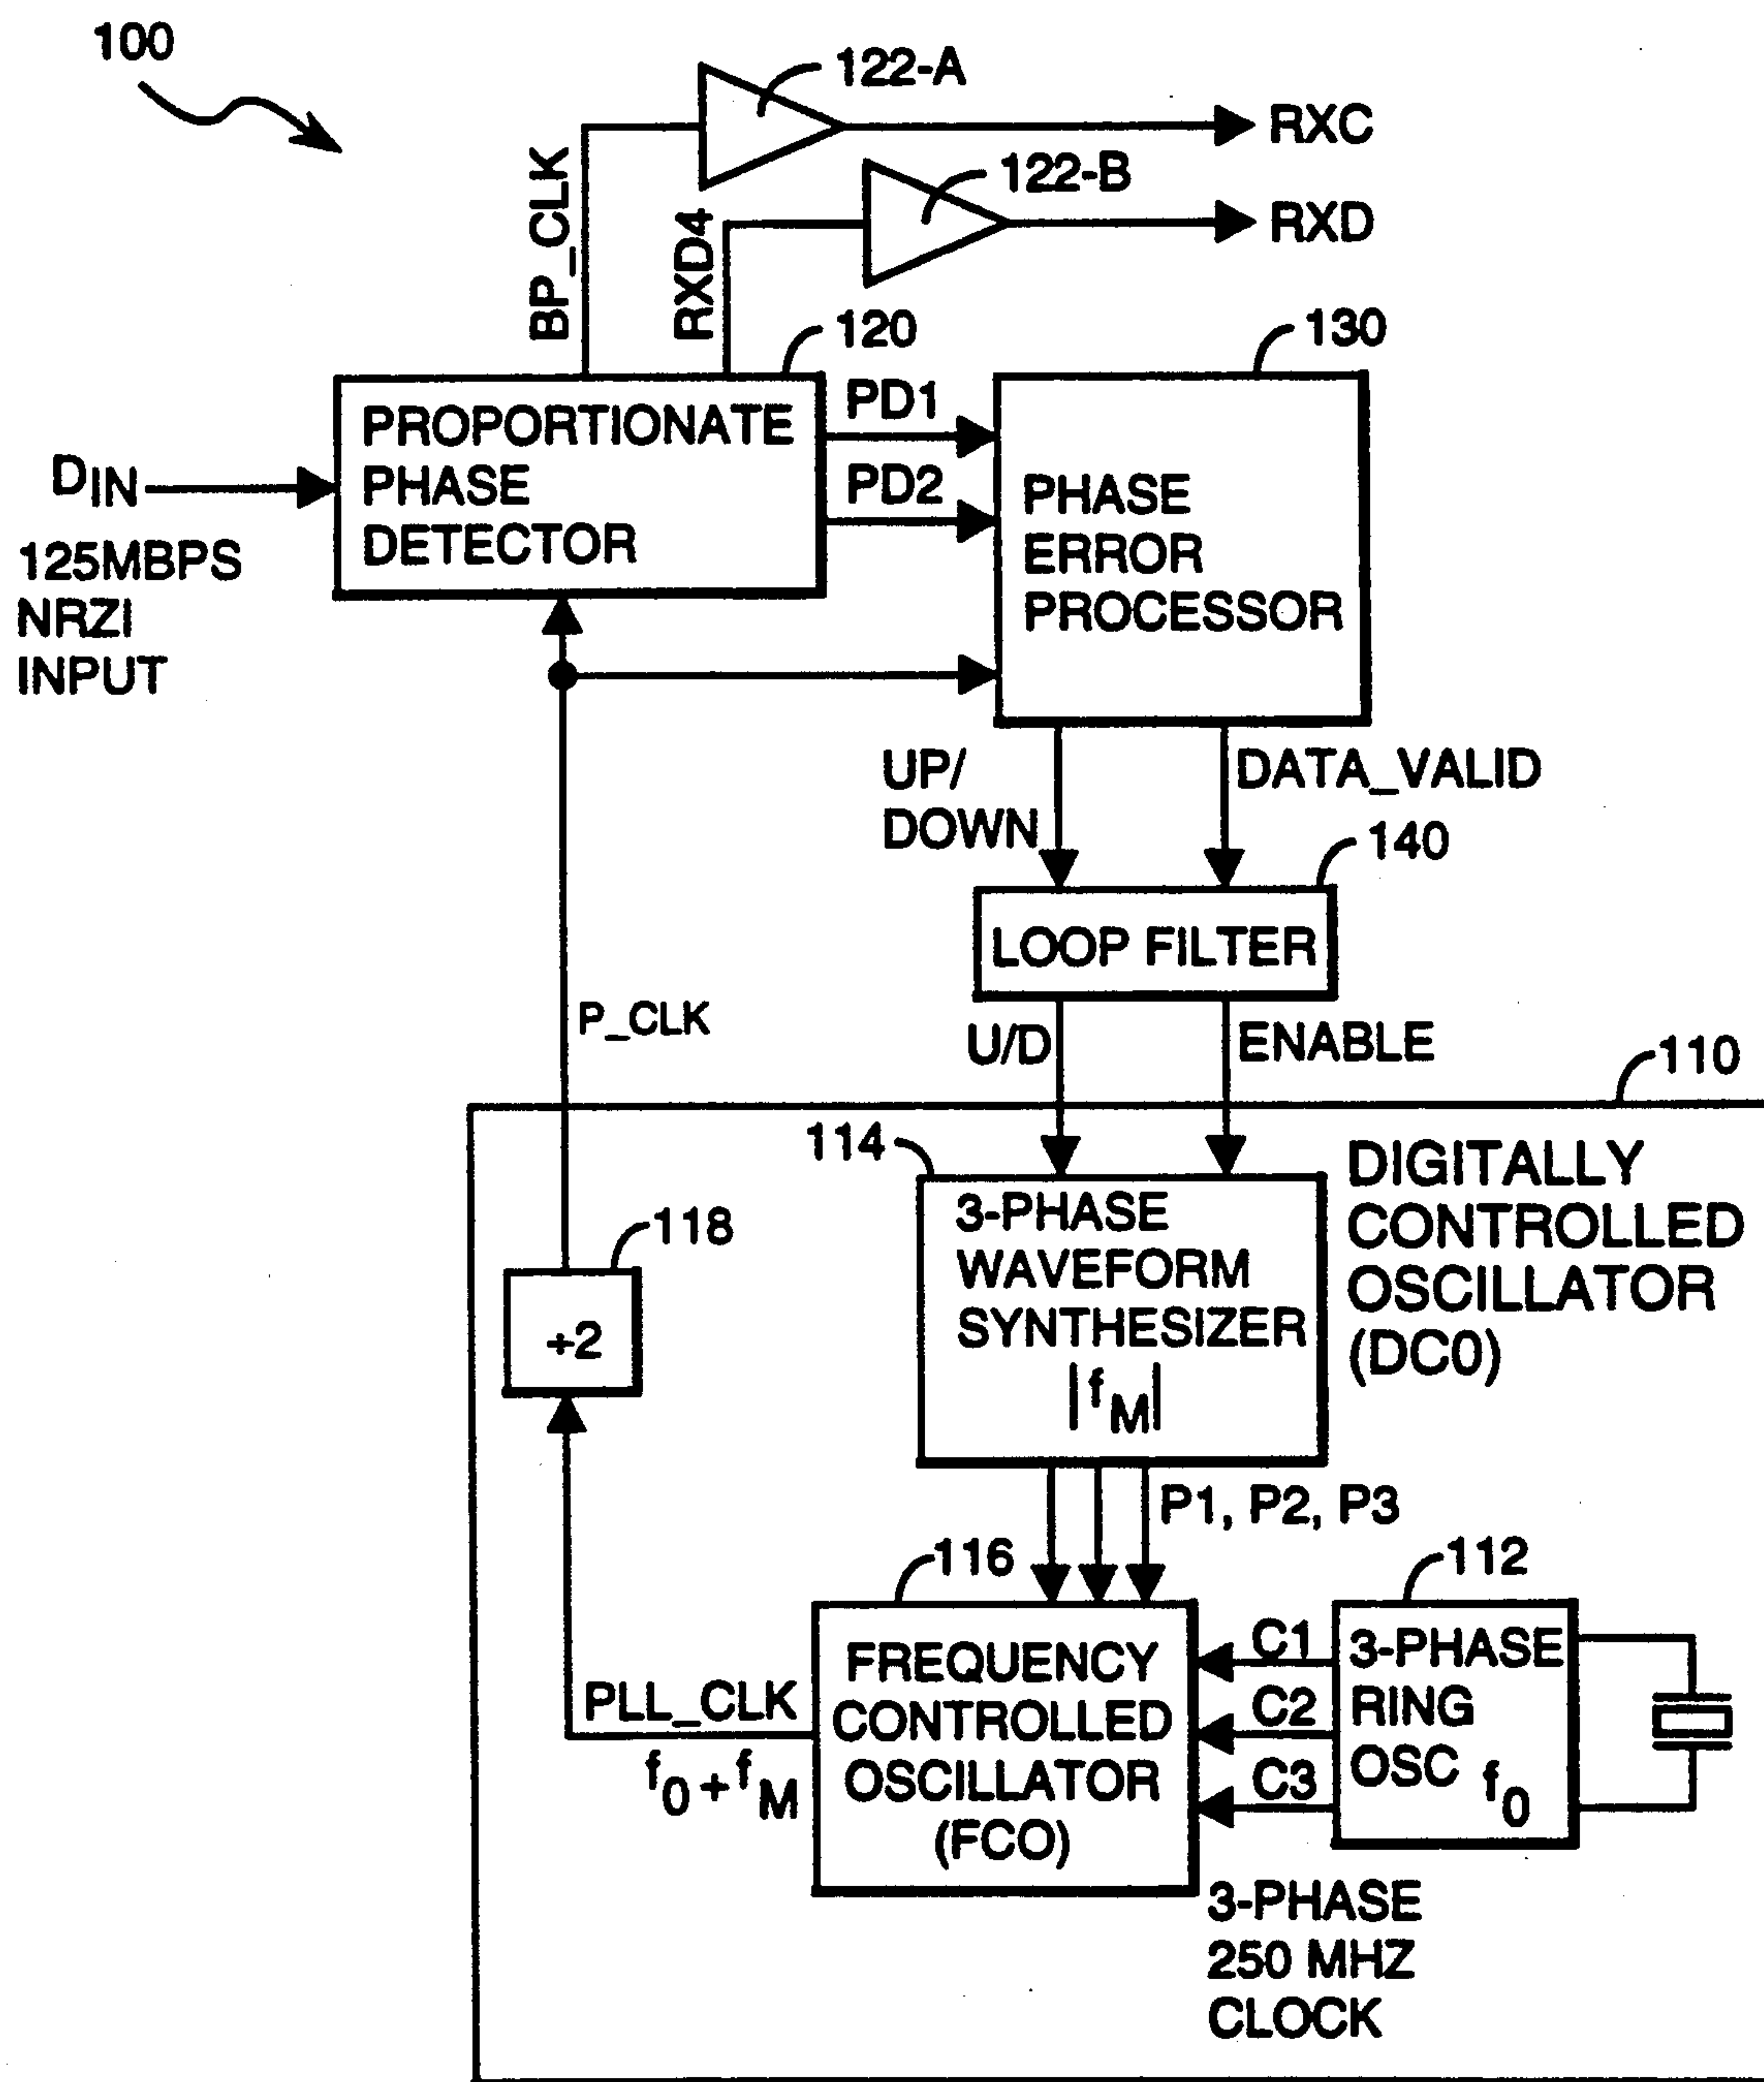 100
122-A
RXC
122-B
RXD
BP_CLK
RXD4
120
130
PROPORTIONATE
PHASE
DETECTOR
PD1
PD2
DIN
125MBPS
NRZI
INPUT
PHASE
ERROR
PROCESSOR
UP/
DOWN
DATA_VALID
140
LOOP FILTER
P_CLK
U/D
ENABLE
110
114
3-PHASE
WAVEFORM
SYNTHESIZER
|fM|
DIGITALLY
CONTROLLED
OSCILLATOR
(DC0)
118
+2
P1, P2, P3
116
112
FREQUENCY
CONTROLLED
OSCILLATOR
(FCO)
C1
C2
C3
3-PHASE
RING
OSC f0
PLL_CLK
f0 + fM
3-PHASE
250 MHZ
CLOCK